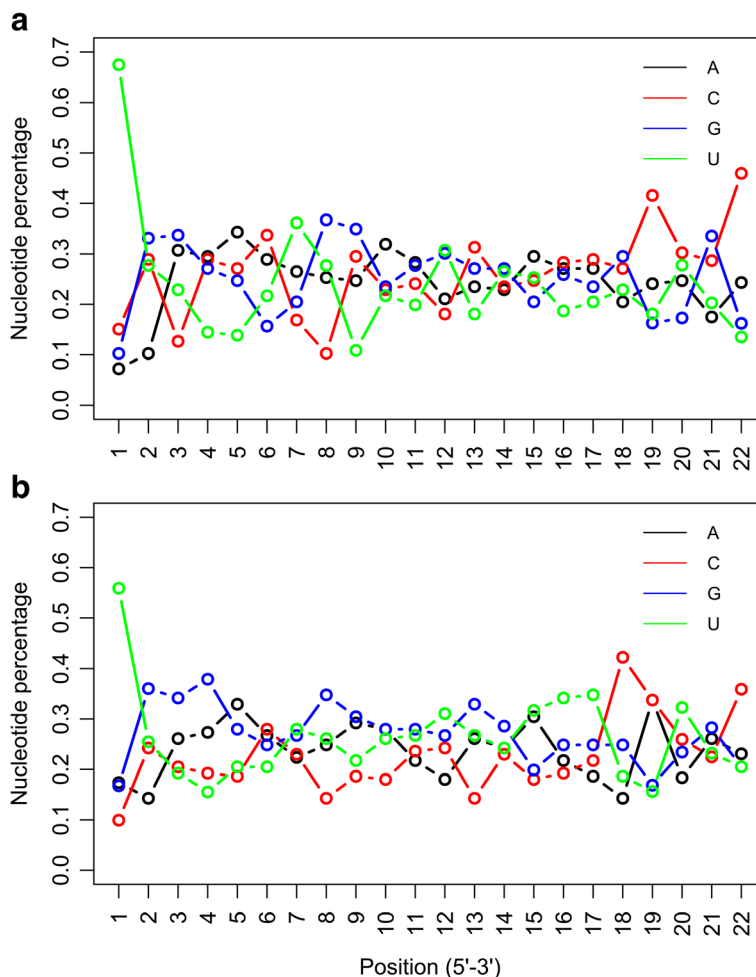 a
Nucleotide percentage
0.7
0.6
0.5
0.4
0.3
0.2
0.1
0.0
A
C
G
U
1 2 3 4 5 6 7 8 9 10 11 12 13 14 15 16 17 18 19 20 21 22
b
Nucleotide percentage
0.7
0.6
0.5
0.4
0.3
0.2
0.1
0.0
A
C
G
U
1 2 3 4 5 6 7 8 9 10 11 12 13 14 15 16 17 18 19 20 21 22
Position (5'-3')